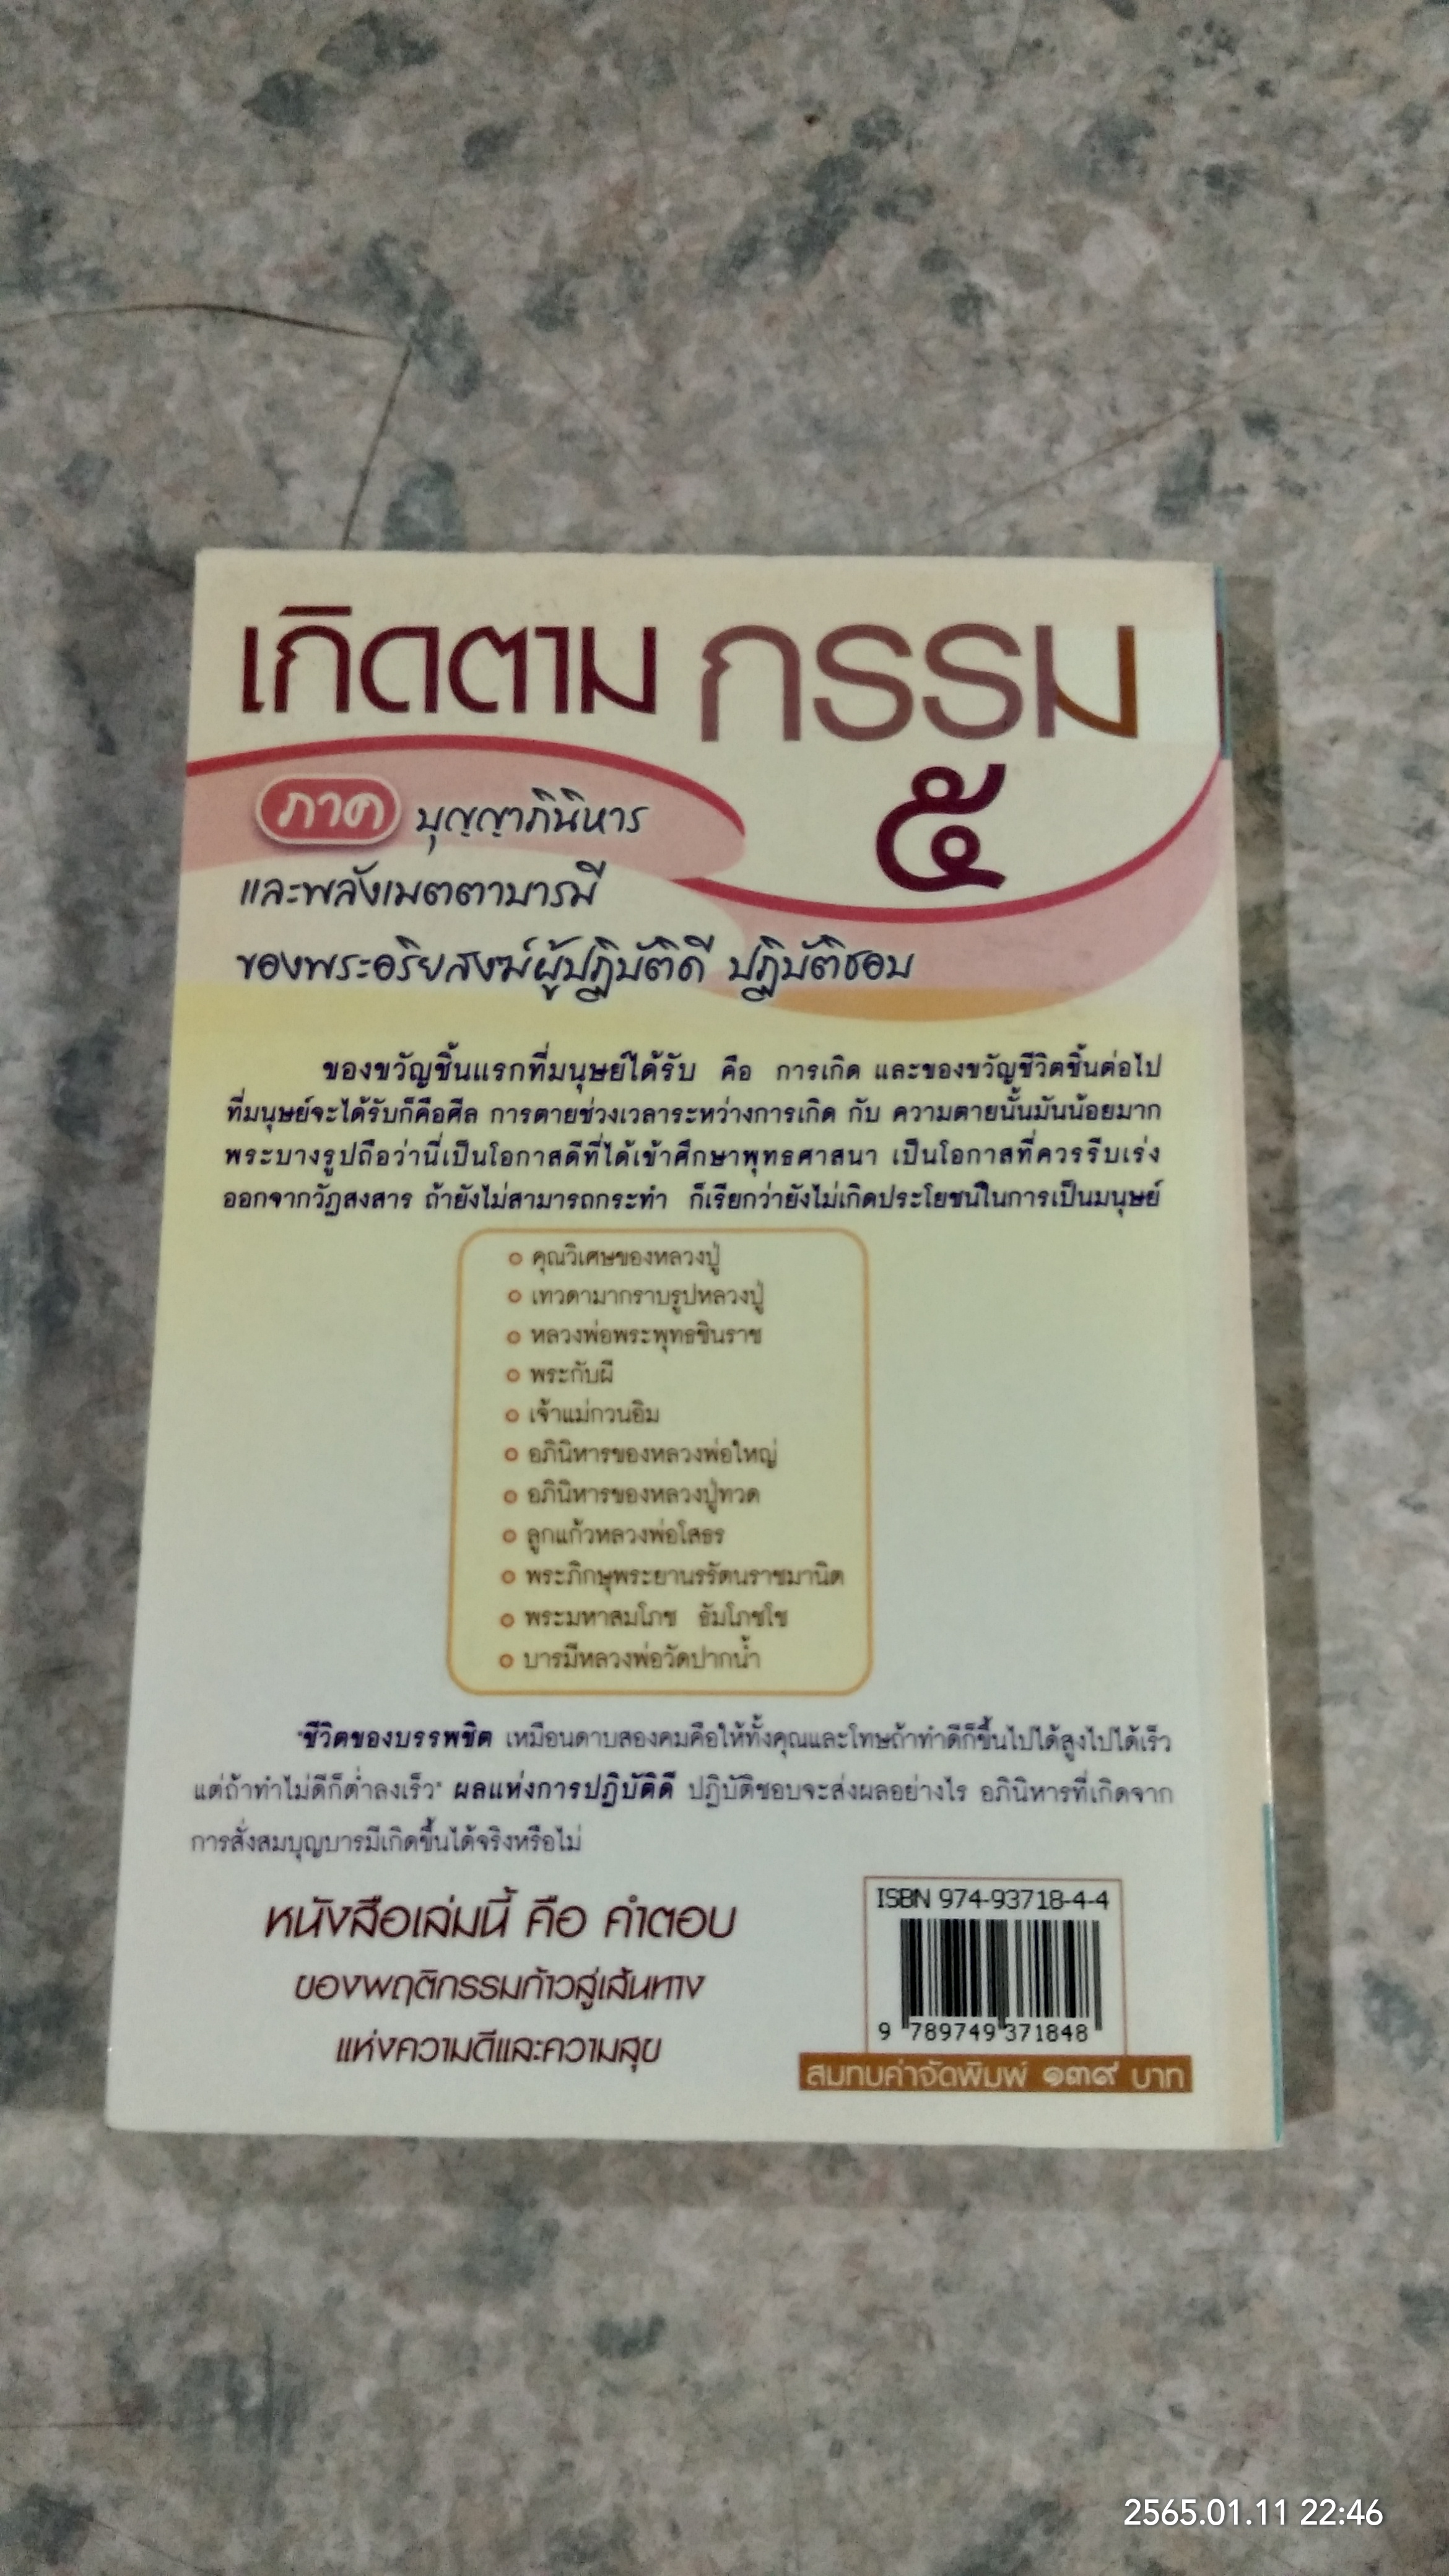 เกิดตาม กรรม
๕
ภาค บุญญาภินิหาร
และพลังเมตตาบารมี
ของพระอริยสงฆ์ผู้ปฏิบัติดี ปฏิบัติชอบ
ของขวัญชิ้นแรกที่มนุษย์ได้รับ คือ การเกิด และของขวัญชีวิตชิ้นต่อไป
ที่มนุษย์จะได้รับก็คือศีล การตายช่วงเวลาระหว่างการเกิด กับ ความตายนั้นมันน้อยมาก
พระบางรูปถือว่านี่เป็นโอกาสดีที่ได้เข้าศึกษาพุทธศาสนา เป็นโอกาสที่ควรรีบเร่ง
ออกจากวัฏสงสาร ถ้ายังไม่สามารถกระทำ ก็เรียกว่ายังไม่เกิดประโยชน์ในการเป็นมนุษย์
คุณวิเศษของหลวงปู่
เทวดามากราบรูปหลวงปู่
หลวงพ่อพระพุทธชินราช
พระกับผี
เจ้าแม่กวนอิม
อภินิหารของหลวงพ่อใหญ่
อภินิหารของหลวงปู่ทวด
ลูกแก้วหลวงพ่อโสธร
พระภิกษุพระยานรรัตนราชมานิต
พระมหาสมโภช ธัมโภชโช
บารมีหลวงพ่อวัดปากน้ำ
"ชีวิตของบรรพชิต เหมือนดาบสองคมคือให้ทั้งคุณและโทษถ้าทำดีก็ขึ้นไปได้สูงไปได้เร็ว
แต่ถ้าทำไม่ดีก็ต่ำลงเร็ว" ผลแห่งการปฏิบัติดี ปฏิบัติชอบจะส่งผลอย่างไร อภินิหารที่เกิดจาก
การสั่งสมบุญบารมีเกิดขึ้นได้จริงหรือไม่
หนังสือเล่มนี้ คือ คำตอบ
ของพฤติกรรมก้าวสู่เส้นทาง
แห่งความดีและความสุข
ISBN 974-93718-4-4
9 789749 371848
สมทบค่าจัดพิมพ์ ๑๓๙ บาท
2565.01.11 22:46